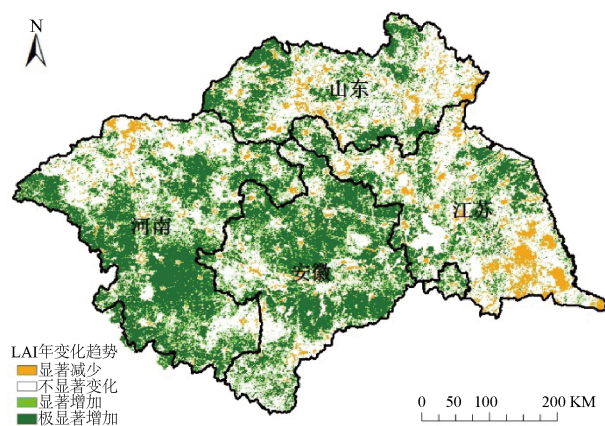 N
山东
河南
江苏
安徽
LAI年变化趋势
显著减少
不显著变化
显著增加
极显著增加
0 50 100 200 KM